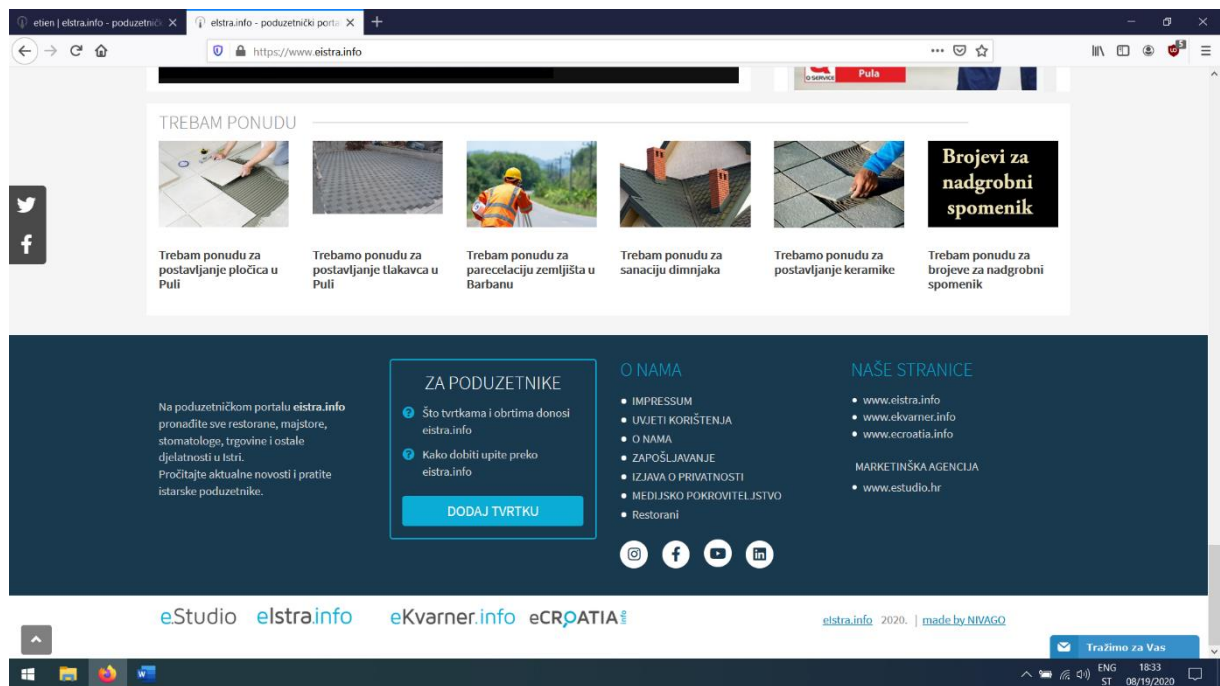 etien | eIstra.info - poduzetničk
eIstra.info - poduzetnički porta
https://www.eistra.info
5
O SERVICE
Pula
TREBAM PONUDU
Brojevi za
nadgrobni
spomenik
Trebam ponudu za
postavljanje pločica u
Puli
Trebamo ponudu za
postavljanje tlakavca u
Puli
Trebam ponudu za
parecelaciju zemljišta u
Barbanu
Trebam ponudu za
sanaciju dimnjaka
Trebamo ponudu za
postavljanje keramike
Trebam ponudu za
brojeve za nadgrobni
spomenik
Na poduzetničkom portalu eistra.info
pronađite sve restorane, majstore,
stomatologe, trgovine i ostale
djelatnosti u Istri.
Pročitajte aktualne novosti i pratite
istarske poduzetnike.
ZA PODUZETNIKE
Što tvrtkama i obrtima donosi
eistra.info
Kako dobiti upite preko
eistra.info
DODAJ TVRTKU
O NAMA
IMPRESSUM
UVJETI KORIŠTENJA
O NAMA
ZAPOŠLJAVANJE
IZJAVA O PRIVATNOSTI
MEDIJSKO POKROVITELJSTVO
Restorani
NAŠE STRANICE
www.eistra.info
www.ekvarner.info
www.ecroatia.info
MARKETINŠKA AGENCIJA
www.estudio.hr
e.Studio eIstra.info eKvarner.info eCROATIA.info
eIstra.info 2020. | made by NIVAGO
Tražimo za Vas
ENG 18:33
ST 08/19/2020